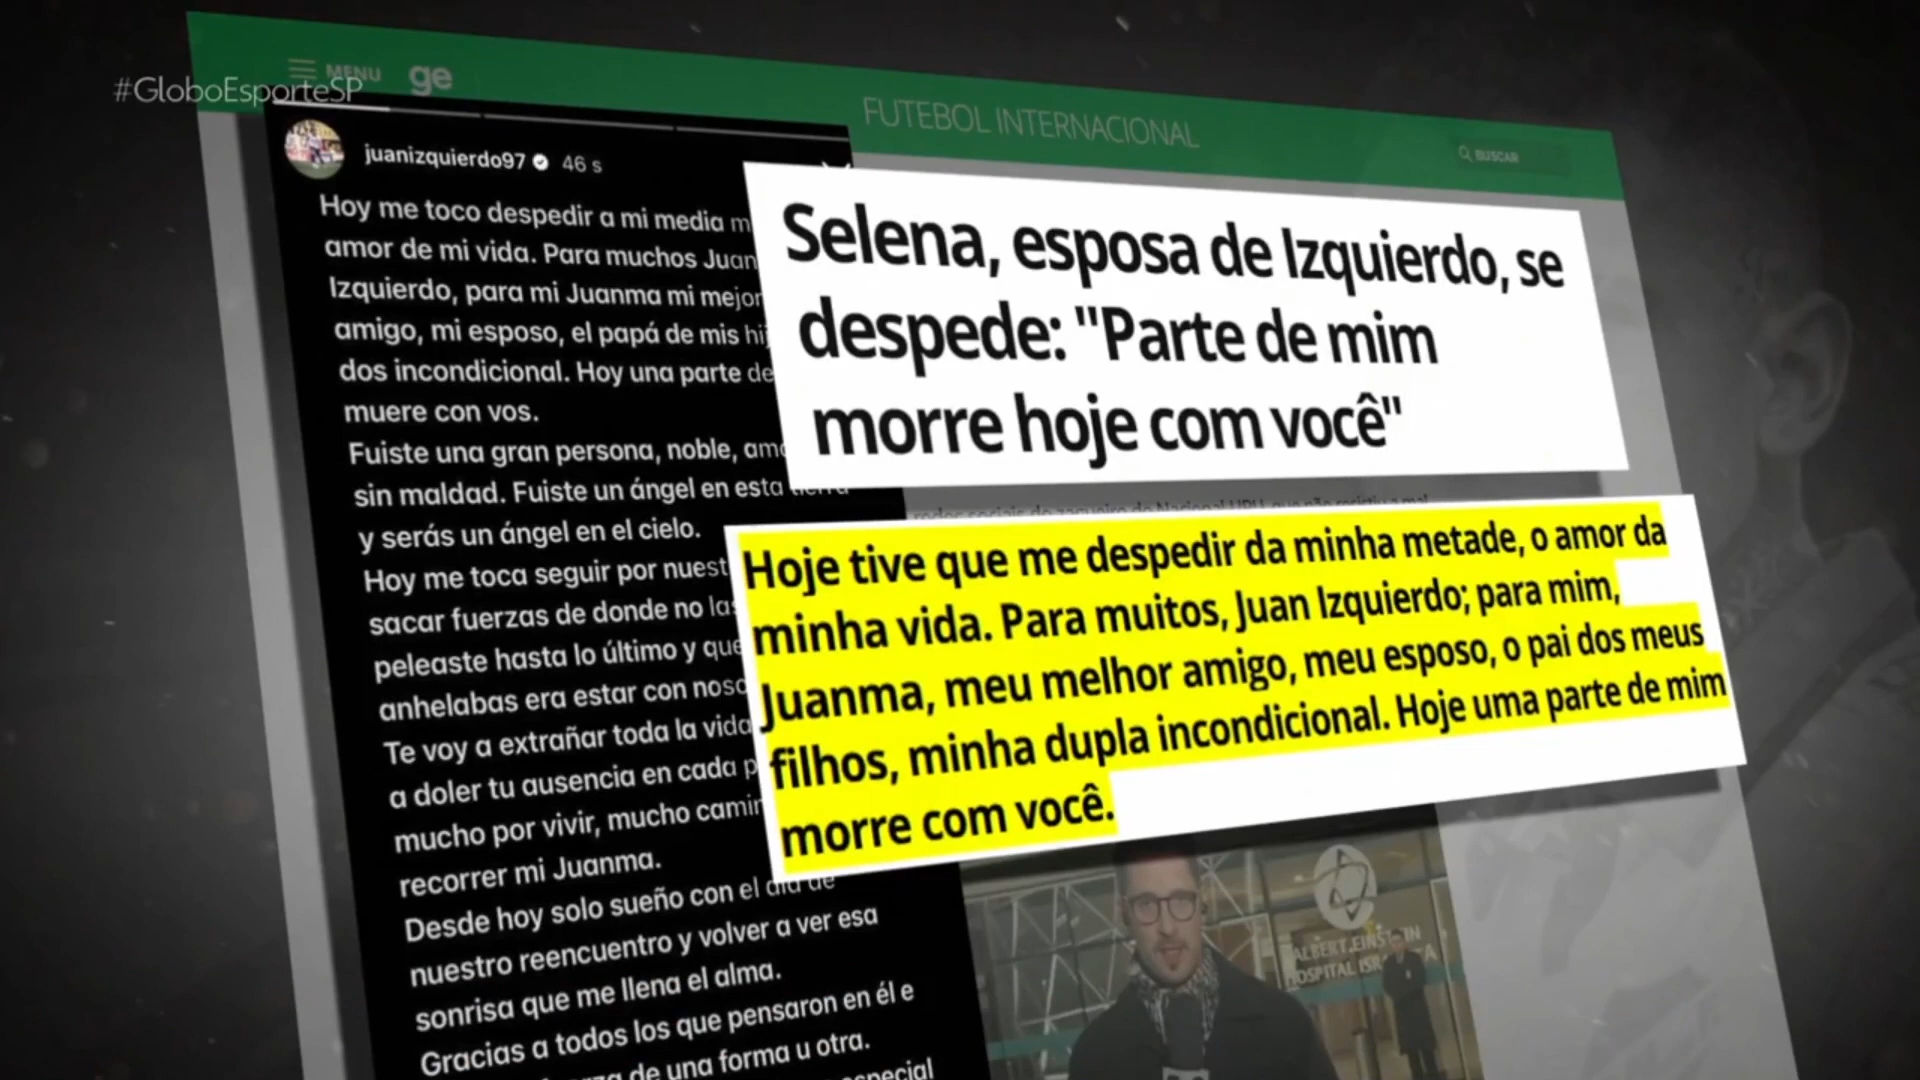 #GloboEsporteSP
MENU
ge
FUTEBOL INTERNACIONAL
BUSCAR
juanizquierdo97 46 s
Hoy me toco despedir a mi media
amor de mi vida. Para muchos Juan
Izquierdo, para mi Juanma mi mejor
amigo, mi esposo, el papá de mis
dos incondicional. Hoy una parte de
muere con vos.
Fuiste una gran persona, noble,
sin maldad. Fuiste un ángel en esta tierra
y serás un ángel en el cielo.
Hoy me toca seguir por
sacar fuerzas de donde no
peleaste hasta lo último y que
anhelabas era estar con
Te voy a extrañar toda la vida
a doler tu ausencia en cada
mucho por vivir, mucho
recorrer mi Juanma.
Desde hoy solo sueño con el día de
nuestro reencuentro y volver a ver esa
sonrisa que me llena el alma.
Gracias a todos los que pensaron en él e
de una forma u otra.
especial
Selena, esposa de Izquierdo, se
despede: "Parte de mim
morre hoje com você"
Hoje tive que me despedir da minha metade, o amor da
minha vida. Para muitos, Juan Izquierdo; para mim,
Juanma, meu melhor amigo, meu esposo, o pai dos meus
filhos, minha dupla incondicional. Hoje uma parte de mim
morre com você.
ALBERT EINSTEIN
HOSPITAL